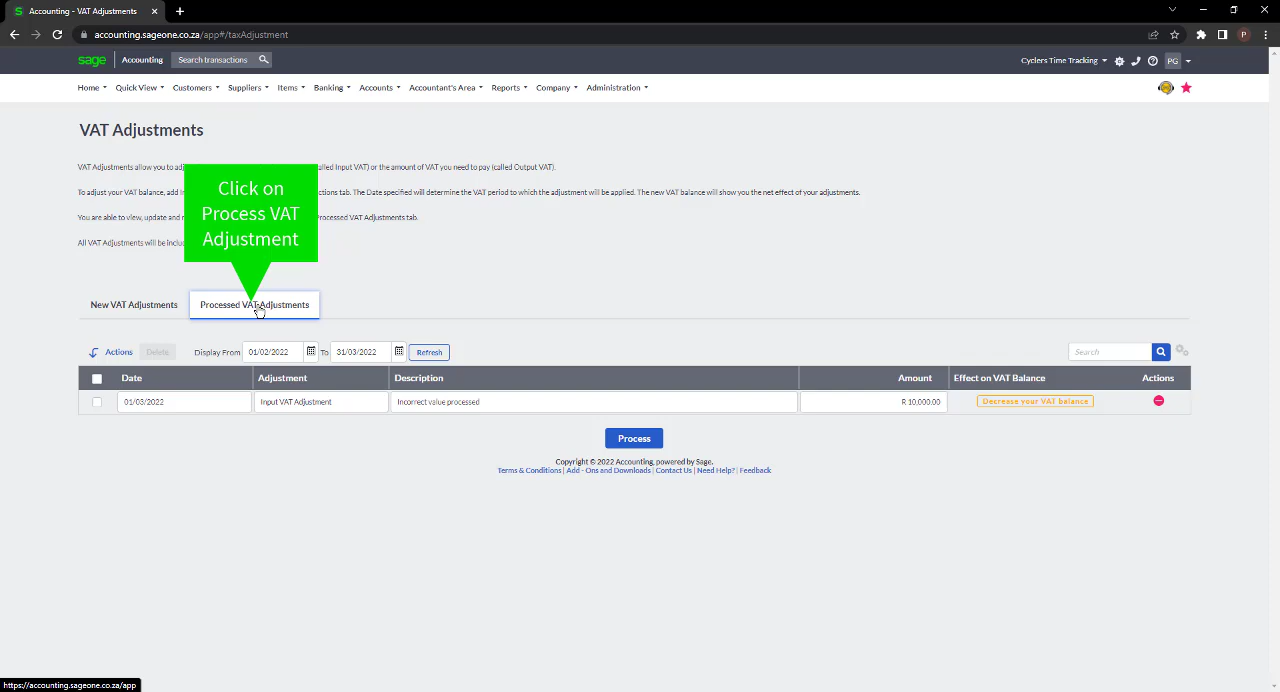 Accounting - VAT Adjustments
accounting.sageone.co.za/app#/taxAdjustment
P
sage Accounting Search transactions Cyclers Time Tracking PG
Home Quick View Customers Suppliers Items Banking Accounts Accountant's Area Reports Company Administration
VAT Adjustments
VAT Adjustments allow you to adj alled Input VAT) or the amount of VAT you need to pay (called Output VAT).
To adjust your VAT balance, add In ctions tab. The Date specified will determine the VAT period to which the adjustment will be applied. The new VAT balance will show you the net effect of your adjustments.
You are able to view, update and r Processed VAT Adjustments tab.
All VAT Adjustments will be inclu
Click on
Process VAT
Adjustment
New VAT Adjustments Processed VAT Adjustments
Actions Delete Display From 01/02/2022 To 31/03/2022 Refresh Search
Date Adjustment Description Amount Effect on VAT Balance Actions
01/03/2022 Input VAT Adjustment Incorrect value processed R 10,000.00 Decrease your VAT balance
Process
Copyright © 2022 Accounting, powered by Sage.
Terms & Conditions | Add - Ons and Downloads | Contact Us | Need Help? | Feedback
https://accounting.sageone.co.za/app